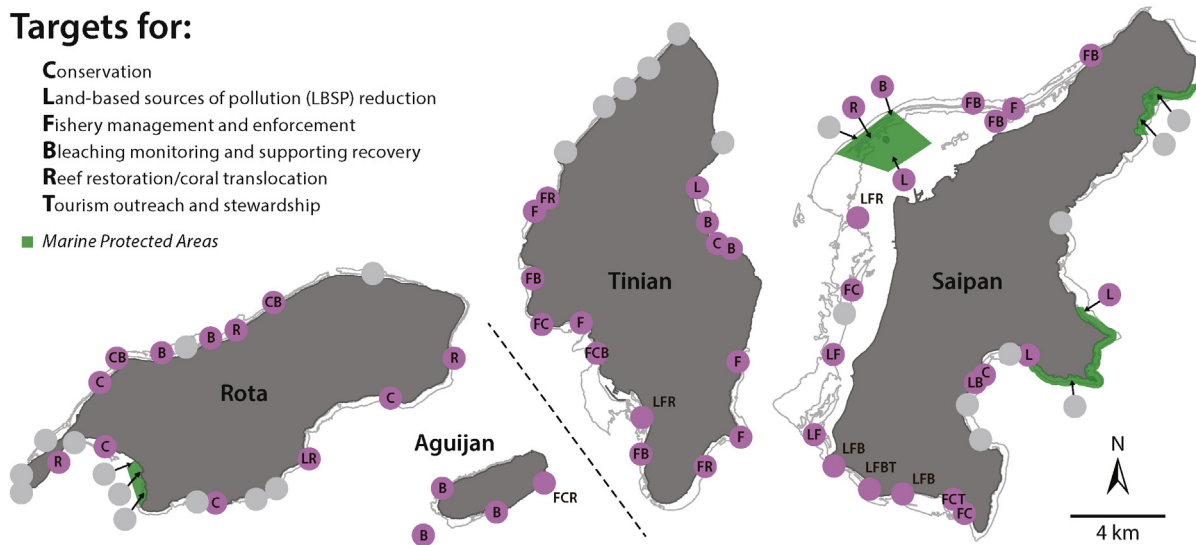 Targets for:
Conservation
Land-based sources of pollution (LBSP) reduction
Fishery management and enforcement
Bleaching monitoring and supporting recovery
Reef restoration/coral translocation
Tourism outreach and stewardship
Marine Protected Areas
Rota
CB
R
B
B
CB
C
R
C
C
R
LR
C
Aguijan
B
FCR
B
B
Tinian
L
FR
F
B
C
B
FB
FC
F
FCB
F
LFR
F
FB
FR
Saipan
FB
B
R
FB
F
FB
L
LFR
FC
L
LF
L
C
LB
LF
LFB
LFBT
LFB
FCT
FC
N
4 km